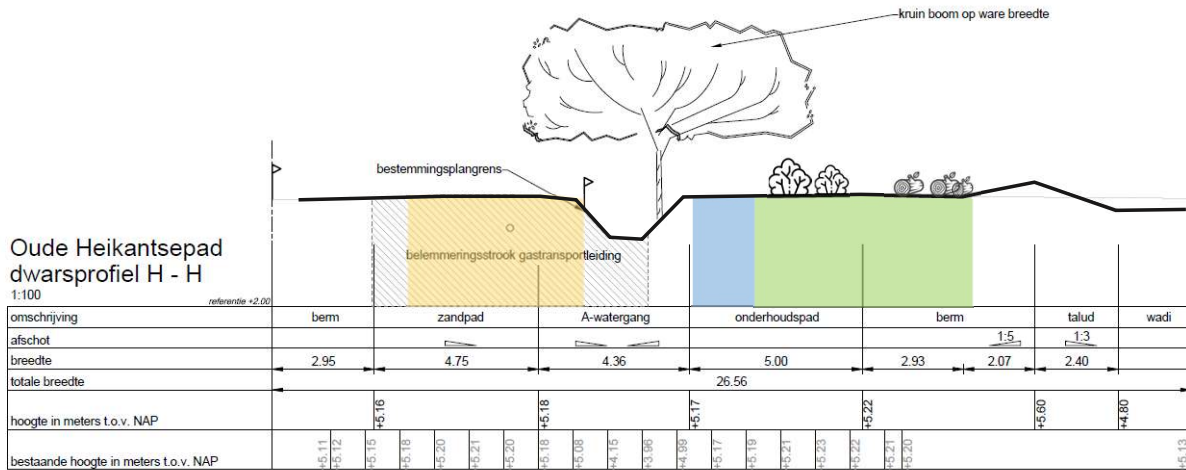 kruin boom op ware breedte
bestemmingsplangrens
belemmeringsstrook gastransportleiding
Oude Heikantsepad
dwarsprofiel H - H
1:100
referentie +2.00
omschrijving berm zandpad A-watergang onderhoudspad berm talud wadi
afschot 1:5 1:3
breedte 2.95 4.75 4.36 5.00 2.93 2.07 2.40
totale breedte 26.56
hoogte in meters t.o.v. NAP +5.16 +5.18 +5.17 +5.22 +5.60 +4.80
bestaande hoogte in meters t.o.v. NAP +5.11 +5.12 +5.15 +5.18 +5.20 +5.21 +5.20 +5.18 +5.08 +4.15 +3.96 +4.99 +5.17 +5.19 +5.21 +5.23 +5.22 +5.21 +5.20 +5.13